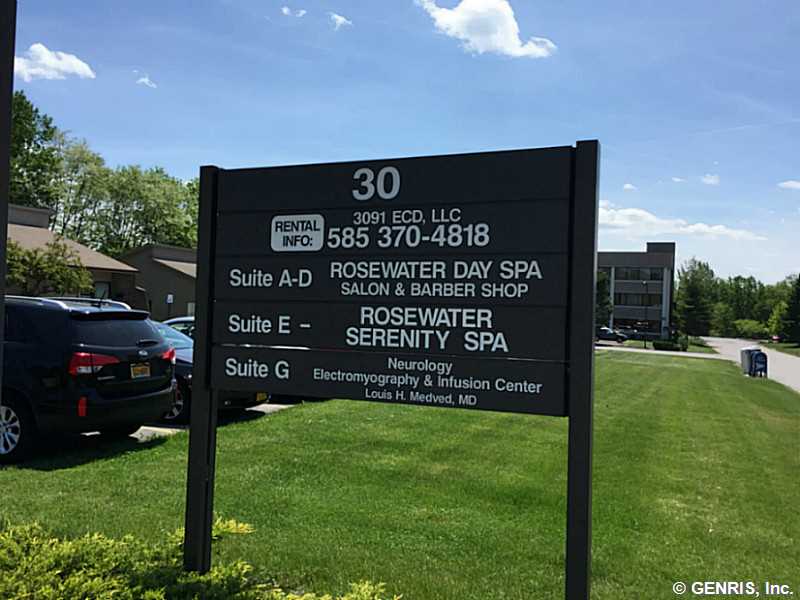 30
3091 ECD, LLC
RENTAL INFO: 585 370-4818
Suite A-D ROSEWATER DAY SPA
SALON & BARBER SHOP
Suite E - ROSEWATER
SERENITY SPA
Suite G Neurology
Electromyography & Infusion Center
Louis H. Medved, MD
© GENRIS, Inc.